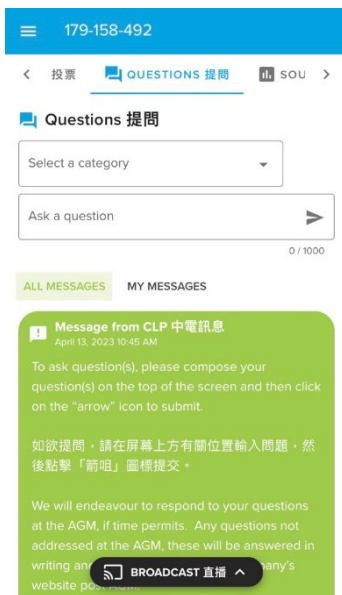 179-158-492
投票 QUESTIONS 提問 SOU
Questions 提問
Select a category
Ask a question
0 / 1000
ALL MESSAGES MY MESSAGES
Message from CLP 中電訊息
April 13, 2023 10:45 AM
To ask question(s), please compose your
question(s) on the top of the screen and then click
on the “arrow” icon to submit.
如欲提問，請在屏幕上方有關位置輸入問題，然
後點擊「箭咀」圖標提交。
We will endeavour to respond to your questions
at the AGM, if time permits. Any questions not
addressed at the AGM, these will be answered in
writing any's
BROADCAST 直播
website post AGM.